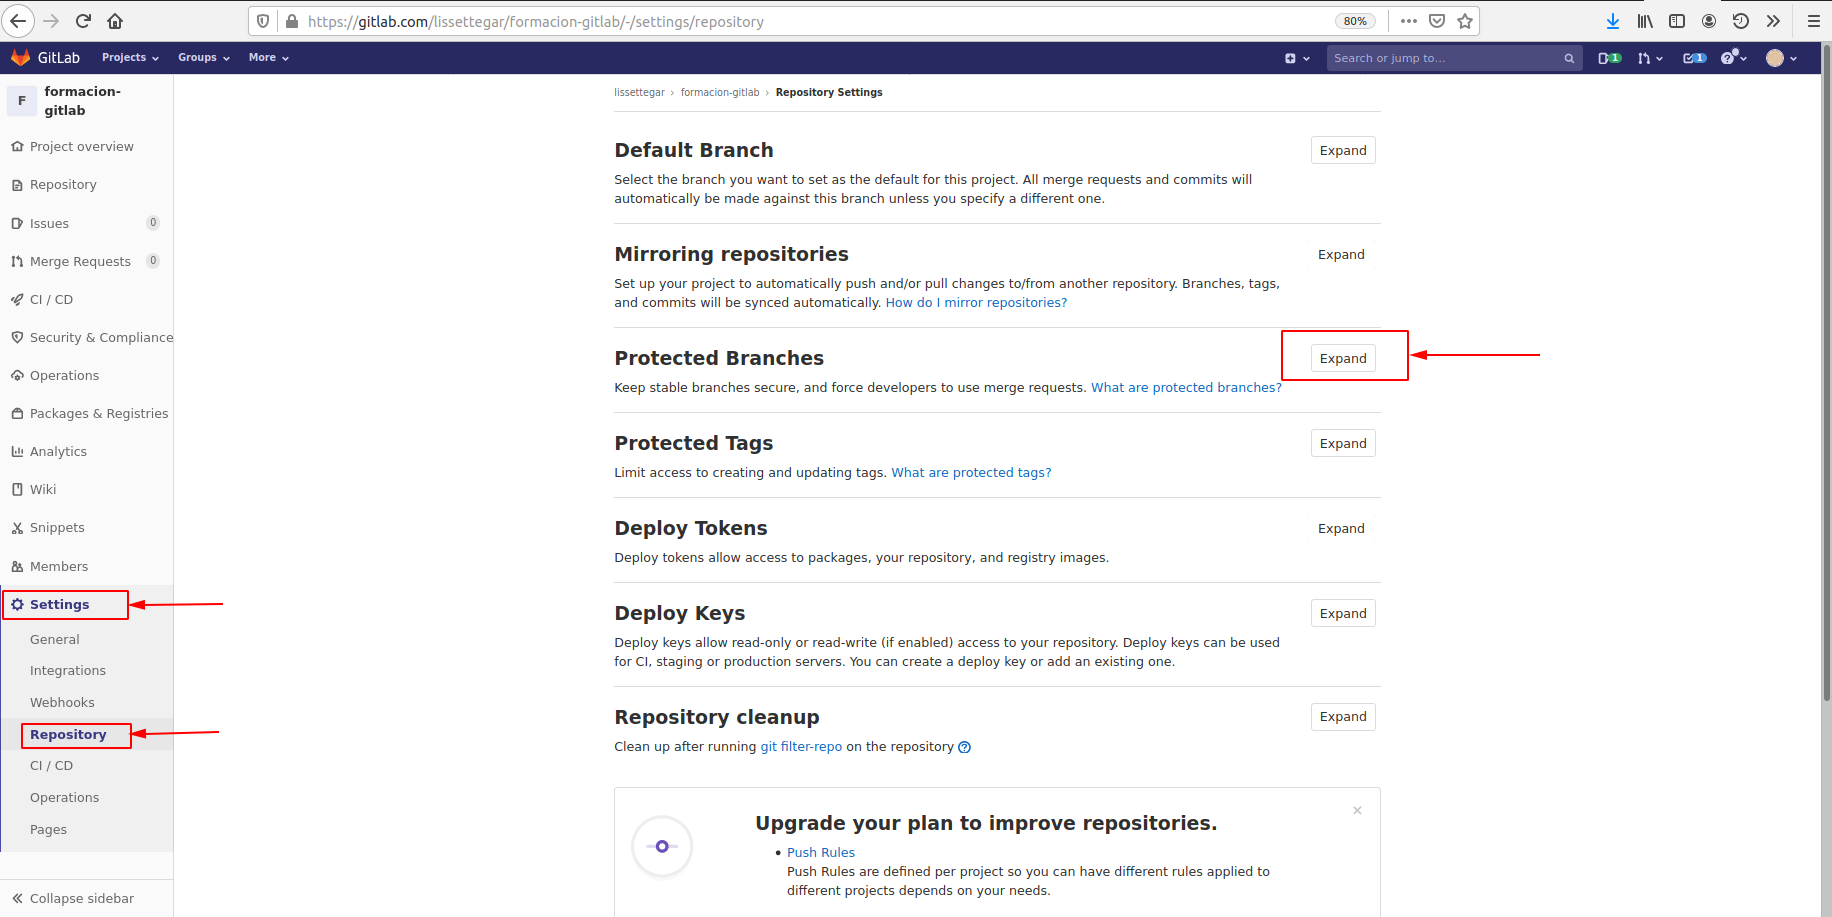 https://gitlab.com/lissettegar/formacion-gitlab/-/settings/repository
80%
GitLab
Projects
Groups
More
Search or jump to...
1
1
F
formacion-
gitlab
Project overview
Repository
Issues
0
Merge Requests
0
CI / CD
Security & Compliance
Operations
Packages & Registries
Analytics
Wiki
Snippets
Members
Settings
General
Integrations
Webhooks
Repository
CI / CD
Operations
Pages
Collapse sidebar
lissettegar › formacion-gitlab › Repository Settings
Default Branch
Expand
Select the branch you want to set as the default for this project. All merge requests and commits will
automatically be made against this branch unless you specify a different one.
Mirroring repositories
Expand
Set up your project to automatically push and/or pull changes to/from another repository. Branches, tags,
and commits will be synced automatically. How do I mirror repositories?
Protected Branches
Expand
Keep stable branches secure, and force developers to use merge requests. What are protected branches?
Protected Tags
Expand
Limit access to creating and updating tags. What are protected tags?
Deploy Tokens
Expand
Deploy tokens allow access to packages, your repository, and registry images.
Deploy Keys
Expand
Deploy keys allow read-only or read-write (if enabled) access to your repository. Deploy keys can be used
for CI, staging or production servers. You can create a deploy key or add an existing one.
Repository cleanup
Expand
Clean up after running git filter-repo on the repository
Upgrade your plan to improve repositories.
• Push Rules
Push Rules are defined per project so you can have different rules applied to
different projects depends on your needs.